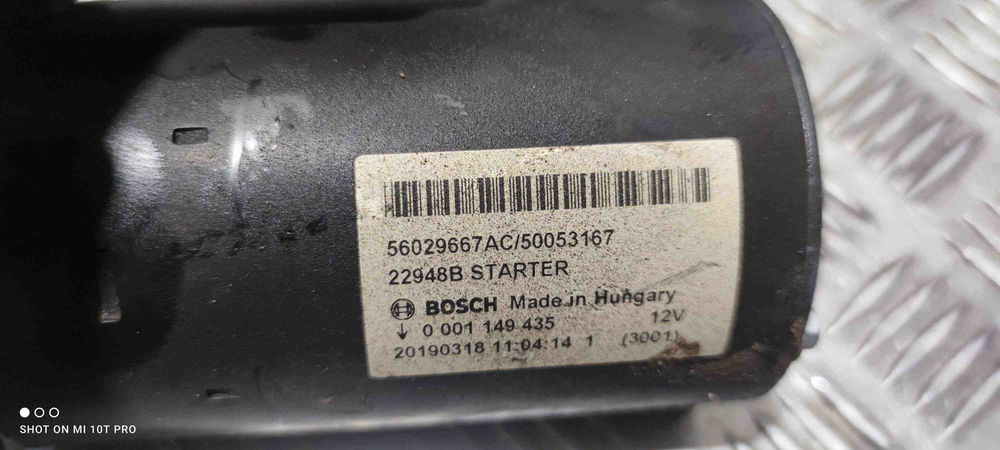 56029667AC/50053167
22948B STARTER
BOSCH Made in Hungary
↓ 0 001 149 435 12V
20190318 11:04:14 1 (3001)
SHOT ON MI 10T PRO